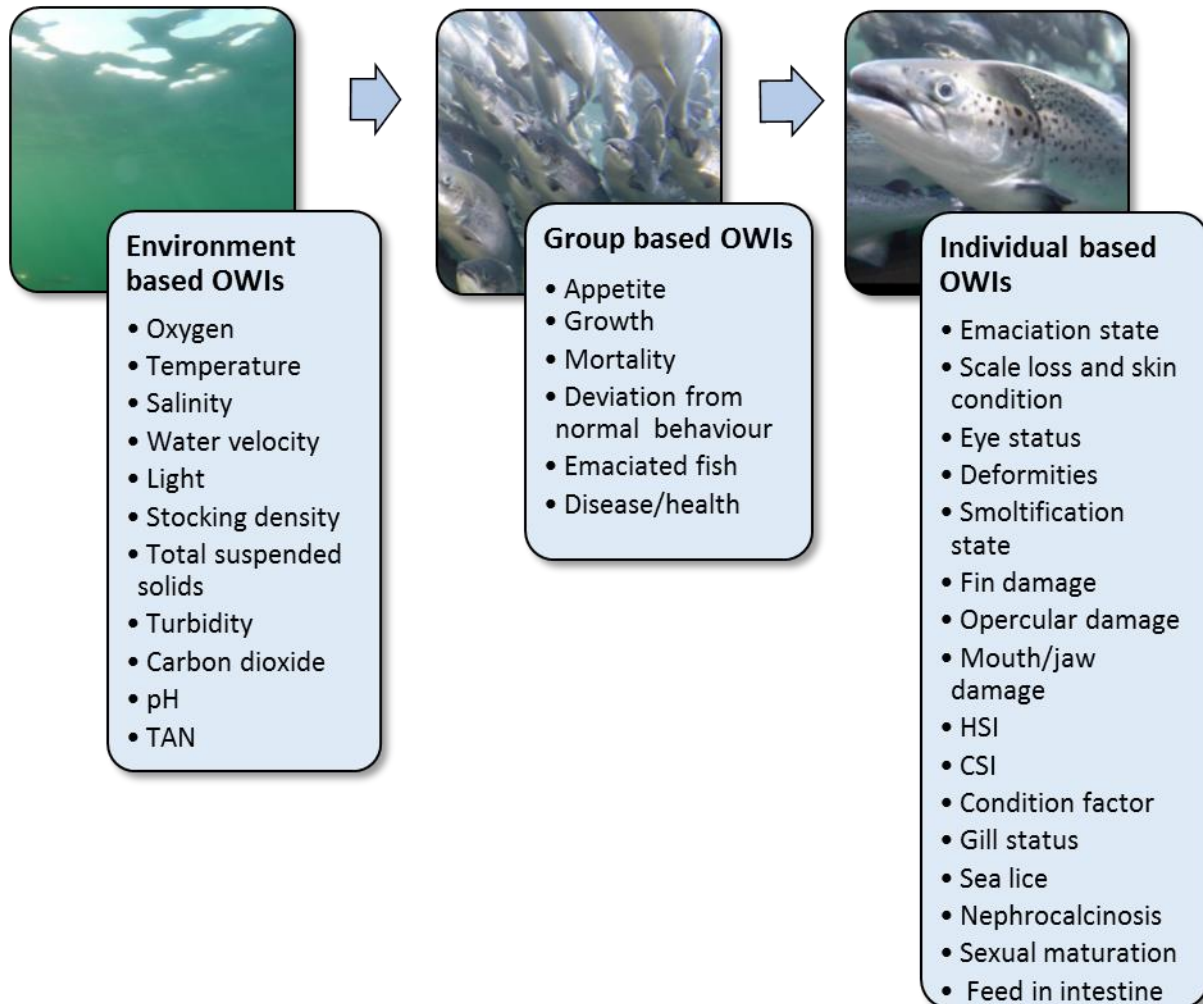 Environment
based OWIs
• Oxygen
• Temperature
• Salinity
• Water velocity
• Light
• Stocking density
• Total suspended
solids
• Turbidity
• Carbon dioxide
• pH
• TAN
Group based OWIs
• Appetite
• Growth
• Mortality
• Deviation from
normal behaviour
• Emaciated fish
• Disease/health
Individual based
OWIs
• Emaciation state
• Scale loss and skin
condition
• Eye status
• Deformities
• Smoltification
state
• Fin damage
• Opercular damage
• Mouth/jaw
damage
• HSI
• CSI
• Condition factor
• Gill status
• Sea lice
• Nephrocalcinosis
• Sexual maturation
• Feed in intestine